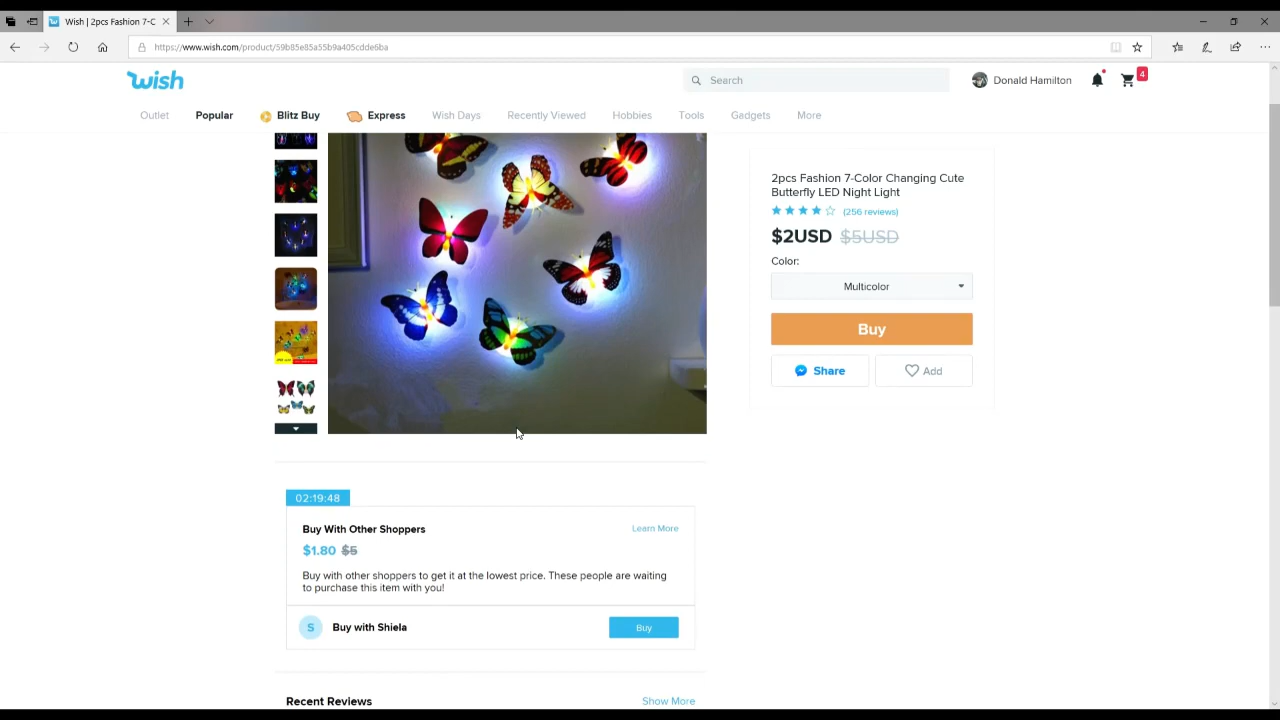 Wish | 2pcs Fashion 7-C
https://www.wish.com/product/59b85e85a55b9a405cdde6ba
wish
Search
Donald Hamilton
4
Outlet Popular Blitz Buy Express Wish Days Recently Viewed Hobbies Tools Gadgets More
2pcs Fashion 7-Color Changing Cute
Butterfly LED Night Light
(256 reviews)
$2USD $5USD
Color:
Multicolor
Buy
Share Add
02:19:48
Buy With Other Shoppers Learn More
$1.80 $5
Buy with other shoppers to get it at the lowest price. These people are waiting
to purchase this item with you!
S Buy with Shiela Buy
Recent Reviews Show More